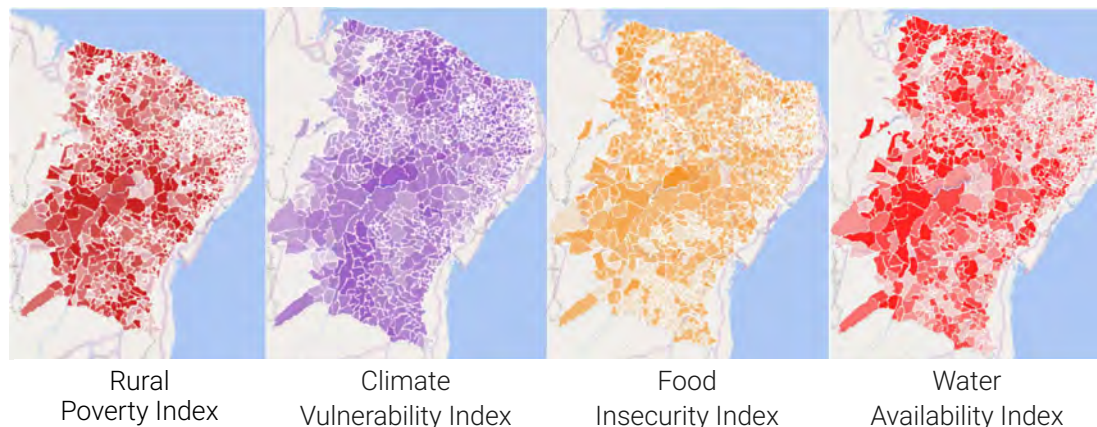 Rural
Poverty Index
Climate
Vulnerability Index
Food
Insecurity Index
Water
Availability Index